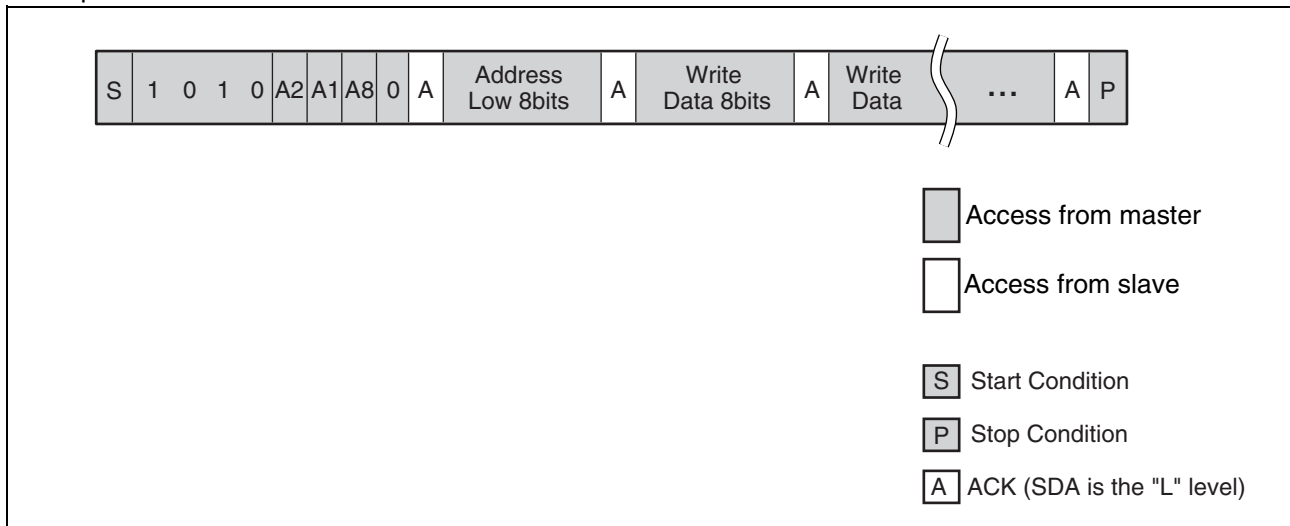 S 1 0 1 0 A2 A1 A8 0 A Address Low 8bits A Write Data 8bits A Write Data ... A P
Access from master
Access from slave
S Start Condition
P Stop Condition
A ACK (SDA is the "L" level)